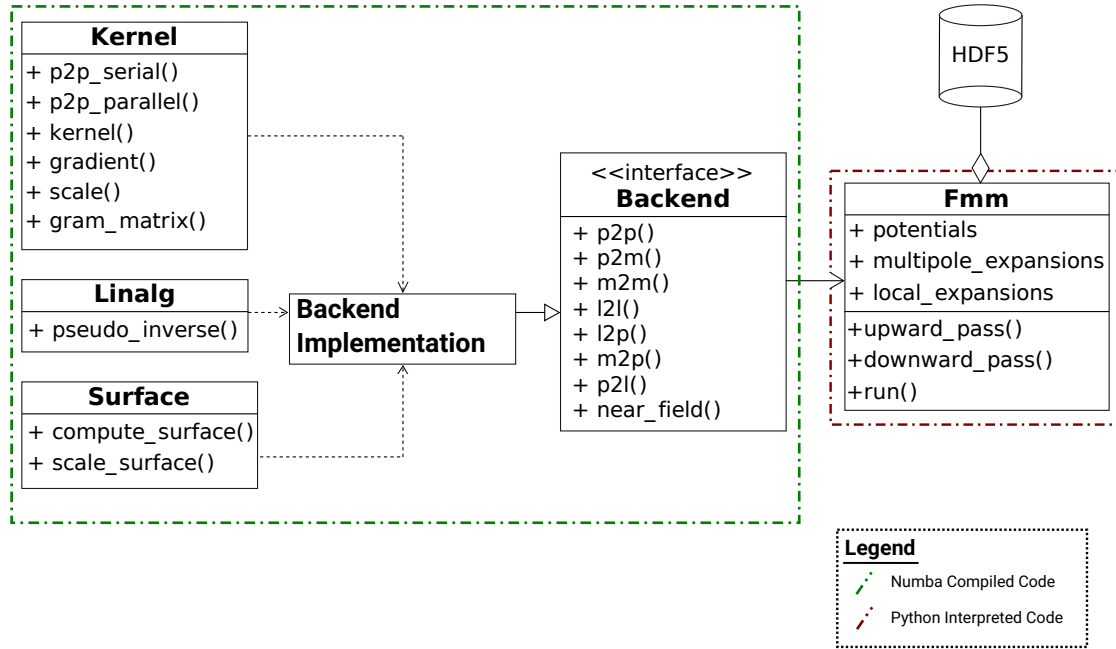 Kernel
+ p2p_serial()
+ p2p_parallel()
+ kernel()
+ gradient()
+ scale()
+ gram_matrix()
Linalg
+ pseudo_inverse()
Surface
+ compute_surface()
+ scale_surface()
Backend
Implementation
<<interface>>
Backend
+ p2p()
+ p2m()
+ m2m()
+ l2l()
+ l2p()
+ m2p()
+ p2l()
+ near_field()
HDF5
Fmm
+ potentials
+ multipole_expansions
+ local_expansions
+upward_pass()
+downward_pass()
+run()
Legend
Numba Compiled Code
Python Interpreted Code